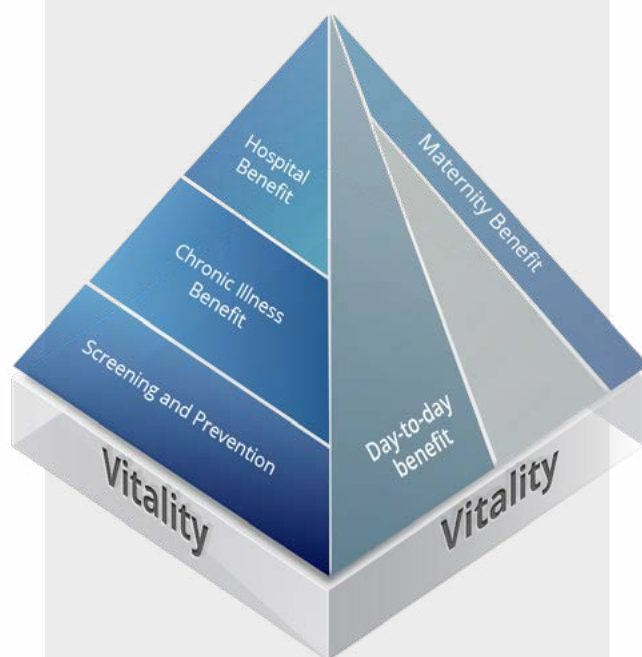 Hospital
Benefit
Chronic Illness
Benefit
Screening and Prevention
Vitality
Maternity Benefit
Day-to-day
benefit
Vitality